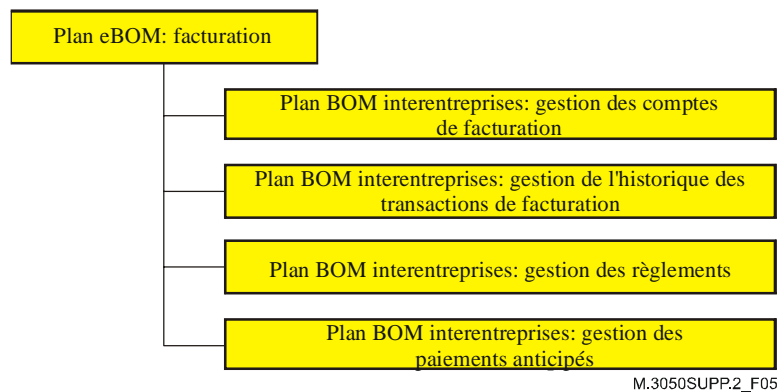 Plan eBOM: facturation
Plan BOM interentreprises: gestion des comptes
de facturation
Plan BOM interentreprises: gestion de l'historique des
transactions de facturation
Plan BOM interentreprises: gestion des règlements
Plan BOM interentreprises: gestion des
paiements anticipés
M.3050SUPP.2_F05